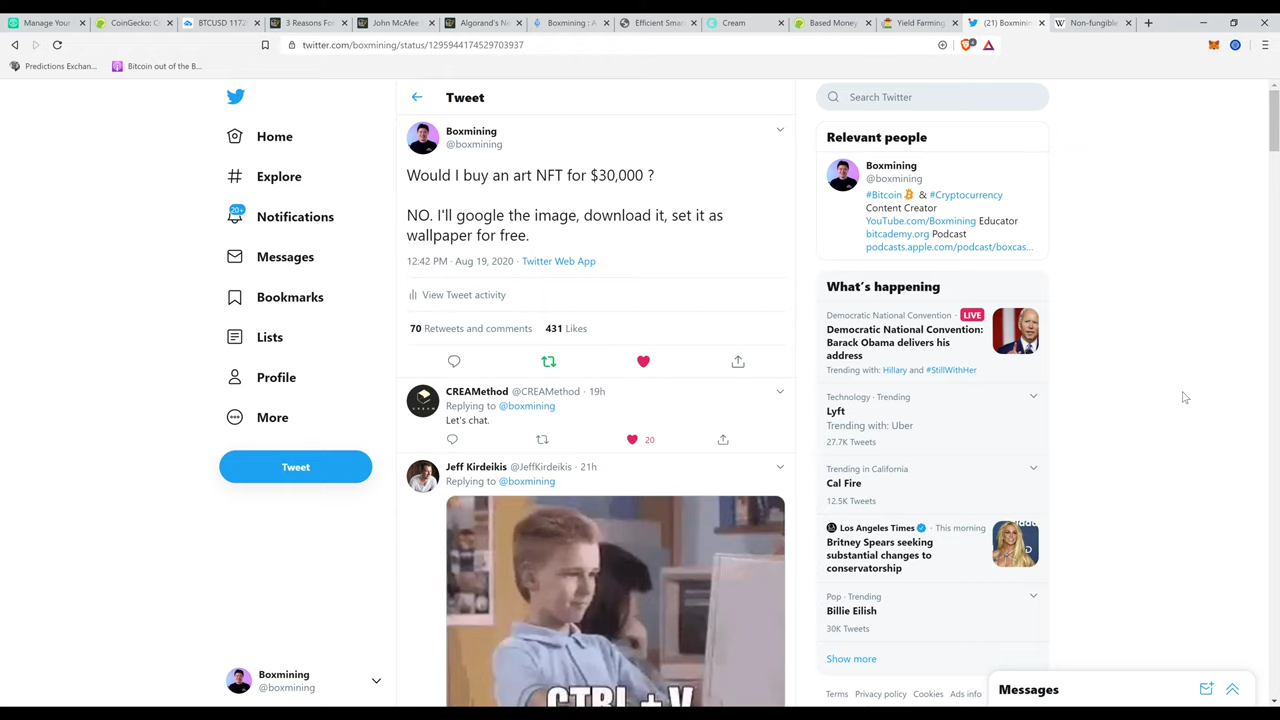 Manage Your
CoinGecko: C
BTCUSD 1172
3 Reasons For
John McAfee
Algorand's Ne
Boxmining : A
Efficient Smar
Cream
Based Money
Yield Farming
(21) Boxminin
Non-fungible
twitter.com/boxmining/status/1295944174529703937
Predictions Exchan...
Bitcoin out of the B...
Home
Explore
20+
Notifications
Messages
Bookmarks
Lists
Profile
More
Tweet
Boxmining
@boxmining
Tweet
Boxmining
@boxmining
Would I buy an art NFT for $30,000 ?
NO. I'll google the image, download it, set it as
wallpaper for free.
12:42 PM · Aug 19, 2020 · Twitter Web App
View Tweet activity
70 Retweets and comments 431 Likes
CREAMethod @CREAMethod · 19h
Replying to @boxmining
Let's chat.
20
Jeff Kirdeikis @JeffKirdeikis · 21h
Replying to @boxmining
CTRL + V
Search Twitter
Relevant people
Boxmining
@boxmining
#Bitcoin & #Cryptocurrency
Content Creator
YouTube.com/Boxmining Educator
bitcademy.org Podcast
podcasts.apple.com/podcast/boxcas...
What's happening
Democratic National Convention · LIVE
Democratic National Convention:
Barack Obama delivers his
address
Trending with: Hillary and #StillWithHer
Technology · Trending
Lyft
Trending with: Uber
27.7K Tweets
Trending in California
Cal Fire
12.5K Tweets
Los Angeles Times · This morning
Britney Spears seeking
substantial changes to
conservatorship
Pop · Trending
Billie Eilish
30K Tweets
Show more
Terms Privacy policy Cookies Ads info
Messages